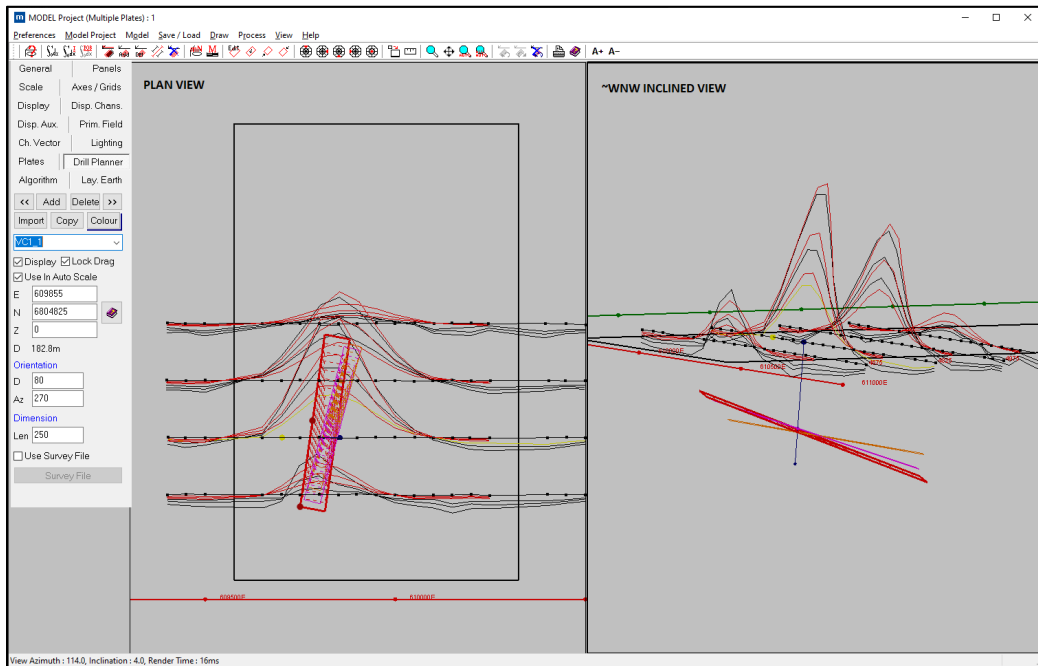 MODEL Project (Multiple Plates) : 1
Preferences Model Project Model Save / Load Draw Process View Help
A+ A−
General Panels
Scale Axes / Grids
Display Disp. Chans.
Disp. Aux. Prim. Field
Ch. Vector Lighting
Plates Drill Planner
Algorithm Lay. Earth
<< Add Delete >>
Import Copy Colour
VC1_1
Display Lock Drag
Use In Auto Scale
E 609855
N 6804825
Z 0
D 182.8m
Orientation
D 80
Az 270
Dimension
Len 250
Use Survey File
Survey File
PLAN VIEW
609500E 610000E
~WNW INCLINED VIEW
610500E
611000E
View Azimuth : 114.0, Inclination : 4.0, Render Time : 16ms